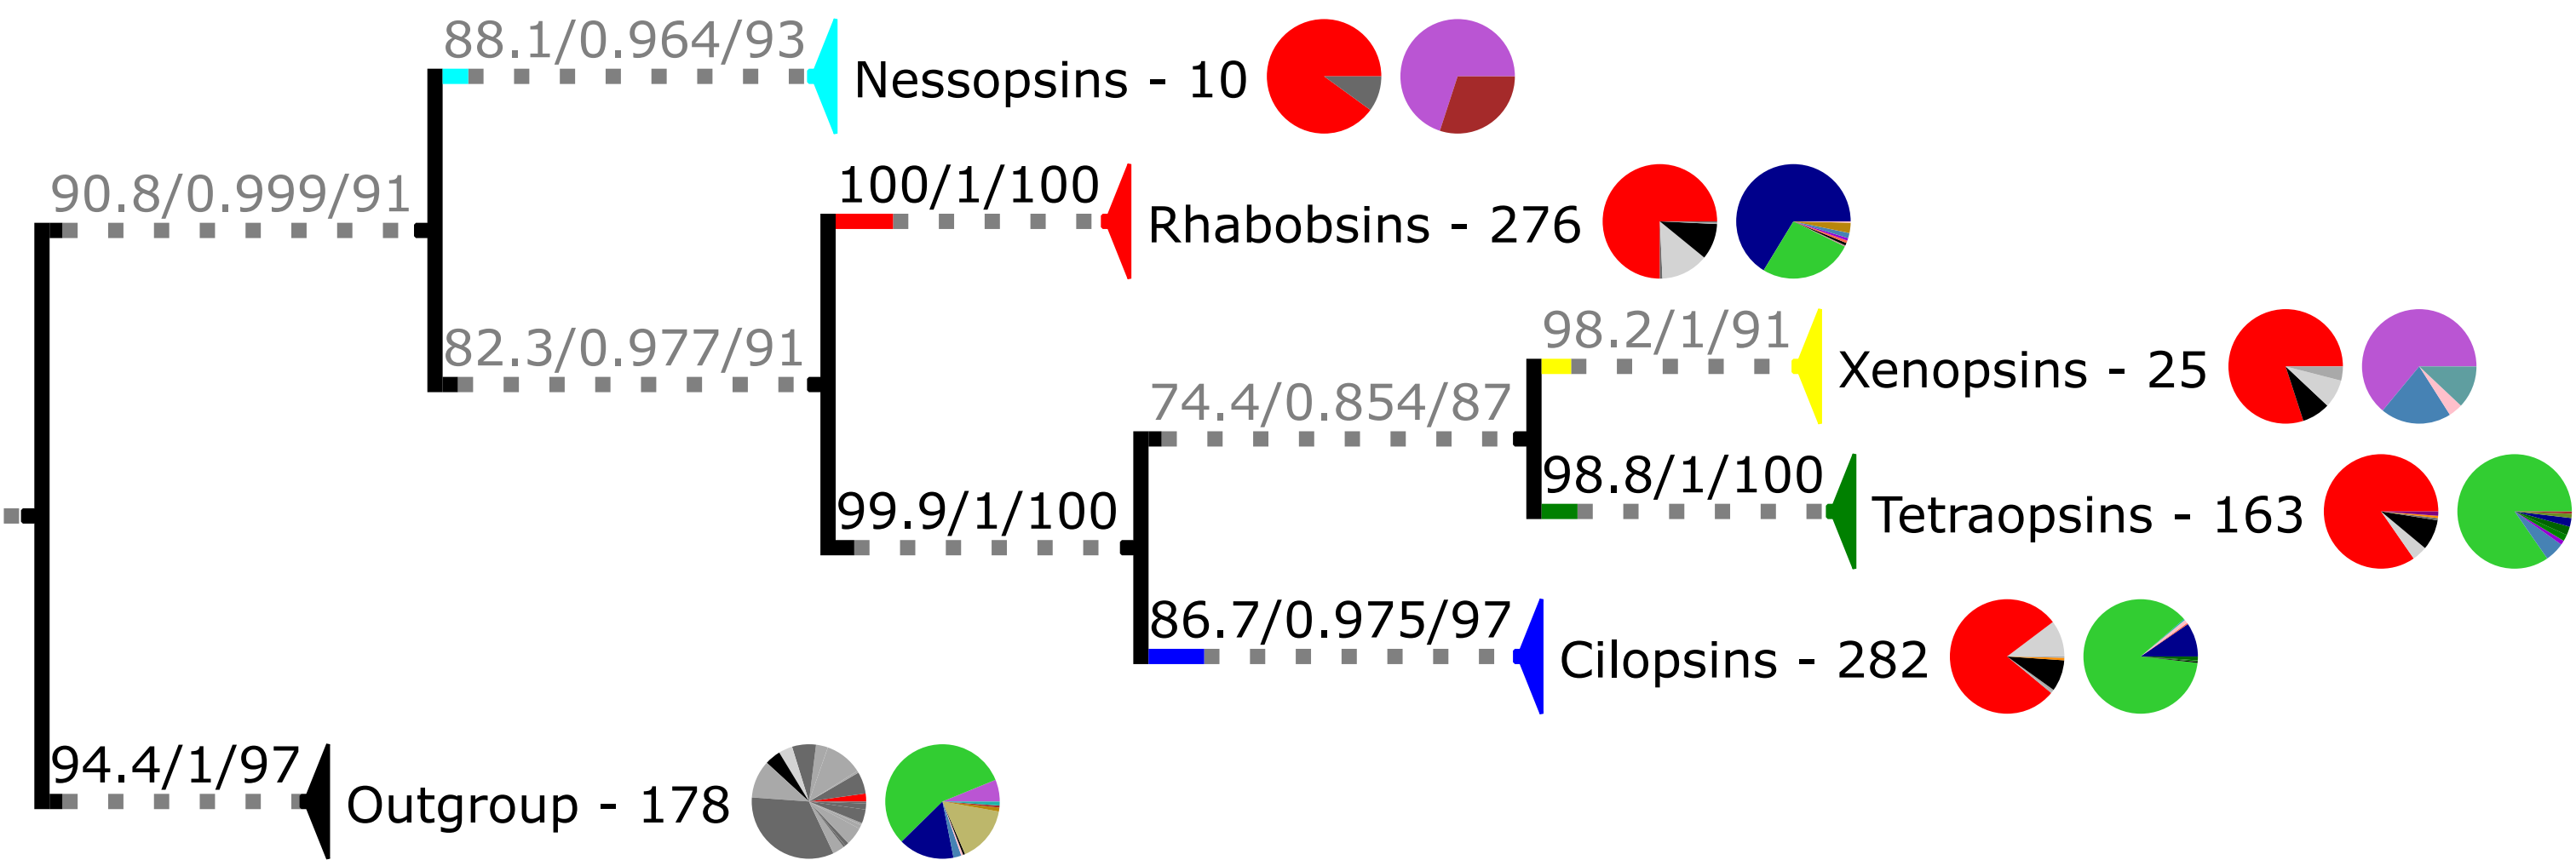 88.1/0.964/93
Nessopsins - 10
90.8/0.999/91
100/1/100
Rhabobsins - 276
82.3/0.977/91
98.2/1/91
Xenopsins - 25
74.4/0.854/87
98.8/1/100
Tetraopsins - 163
99.9/1/100
86.7/0.975/97
Cilopsins - 282
94.4/1/97
Outgroup - 178